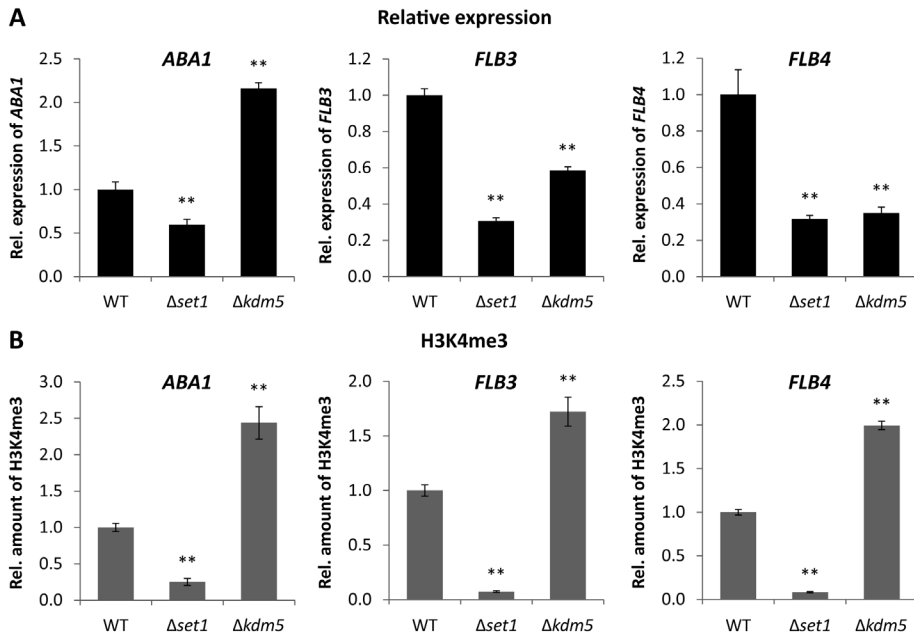 A
Relative expression
ABA1
Rel. expression of ABA1
2.5
2.0
1.5
1.0
0.5
0.0
**
**
WT
Δset1
Δkdm5
FLB3
Rel. expression of FLB3
1.2
1.0
0.8
0.6
0.4
0.2
0.0
**
**
WT
Δset1
Δkdm5
FLB4
Rel. expression of FLB4
1.2
1.0
0.8
0.6
0.4
0.2
0.0
**
**
WT
Δset1
Δkdm5
B
H3K4me3
ABA1
Rel. amount of H3K4me3
3.0
2.5
2.0
1.5
1.0
0.5
0.0
**
**
WT
Δset1
Δkdm5
FLB3
Rel. amount of H3K4me3
2.0
1.5
1.0
0.5
0.0
**
**
WT
Δset1
Δkdm5
FLB4
Rel. amount of H3K4me3
2.5
2.0
1.5
1.0
0.5
0.0
**
**
WT
Δset1
Δkdm5